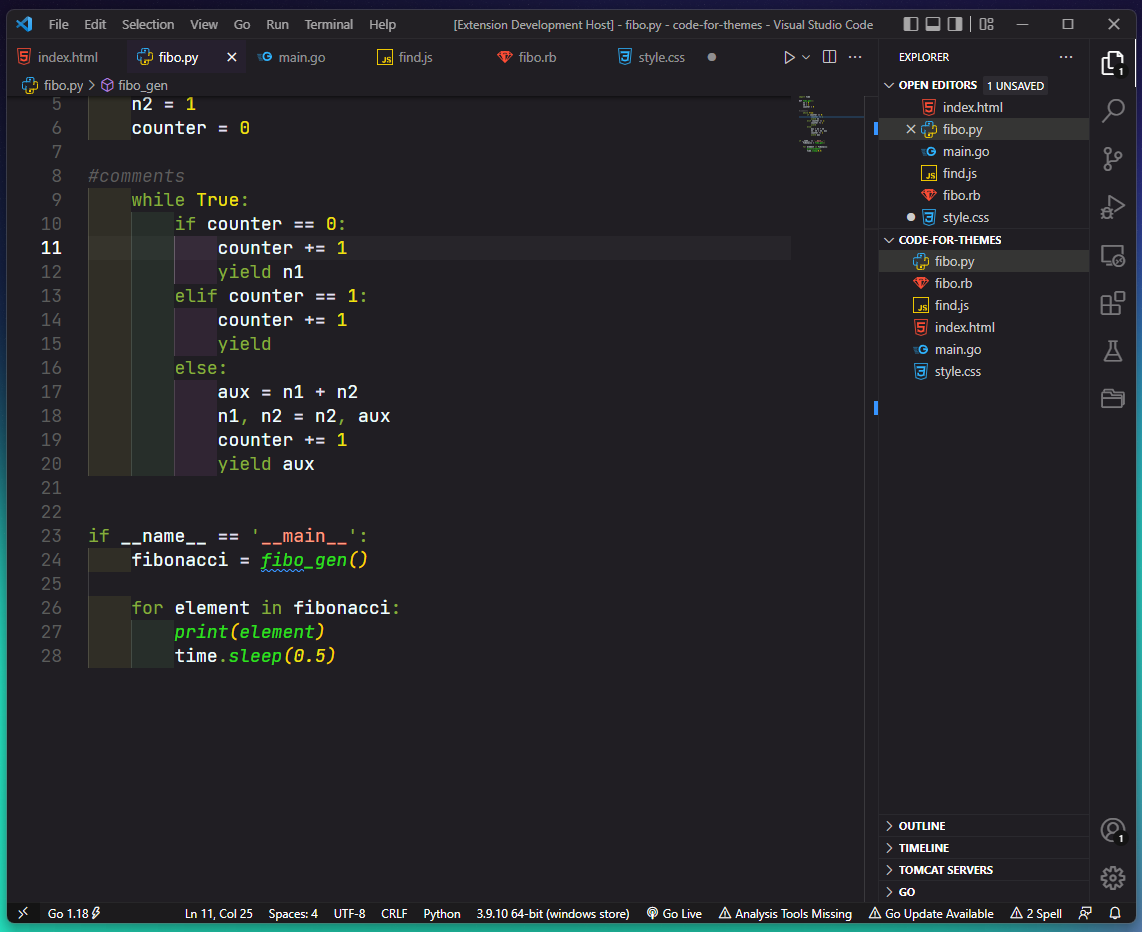 File Edit Selection View Go Run Terminal Help [Extension Development Host] - fibo.py - code-for-themes - Visual Studio Code
index.html fibo.py main.go find.js fibo.rb style.css
fibo.py > fibo_gen
5 n2 = 1
6 counter = 0
7
8 #comments
9 while True:
10 if counter == 0:
11 counter += 1
12 yield n1
13 elif counter == 1:
14 counter += 1
15 yield
16 else:
17 aux = n1 + n2
18 n1, n2 = n2, aux
19 counter += 1
20 yield aux
21
22
23 if __name__ == '__main__':
24 fibonacci = fibo_gen()
25
26 for element in fibonacci:
27 print(element)
28 time.sleep(0.5)
EXPLORER
OPEN EDITORS 1 UNSAVED
index.html
fibo.py
main.go
find.js
fibo.rb
style.css
CODE-FOR-THEMES
fibo.py
fibo.rb
find.js
index.html
main.go
style.css
OUTLINE
TIMELINE
TOMCAT SERVERS
GO
1
1
Go 1.18 Ln 11, Col 25 Spaces: 4 UTF-8 CRLF Python 3.9.10 64-bit (windows store) Go Live Analysis Tools Missing Go Update Available 2 Spell